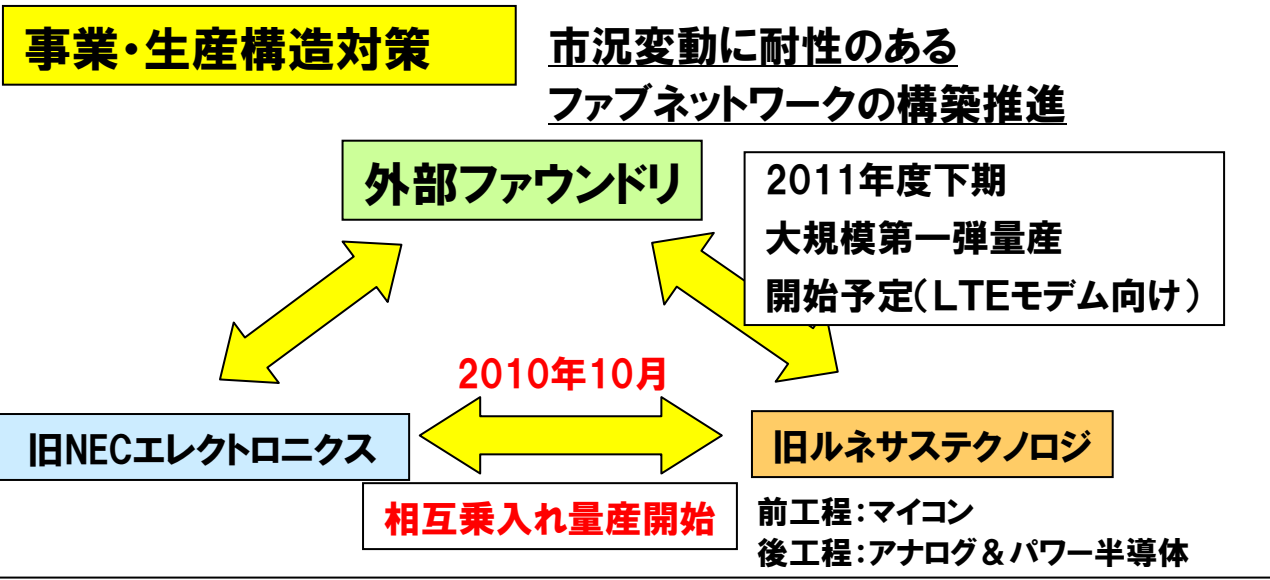 事業・生産構造対策
市況変動に耐性のある
ファブネットワークの構築推進
外部ファウンドリ
2011年度下期
大規模第一弾量産
開始予定(LTEモデム向け)
2010年10月
旧NECエレクトロニクス
旧ルネサステクノロジ
相互乗入れ量産開始
前工程:マイコン
後工程:アナログ&パワー半導体